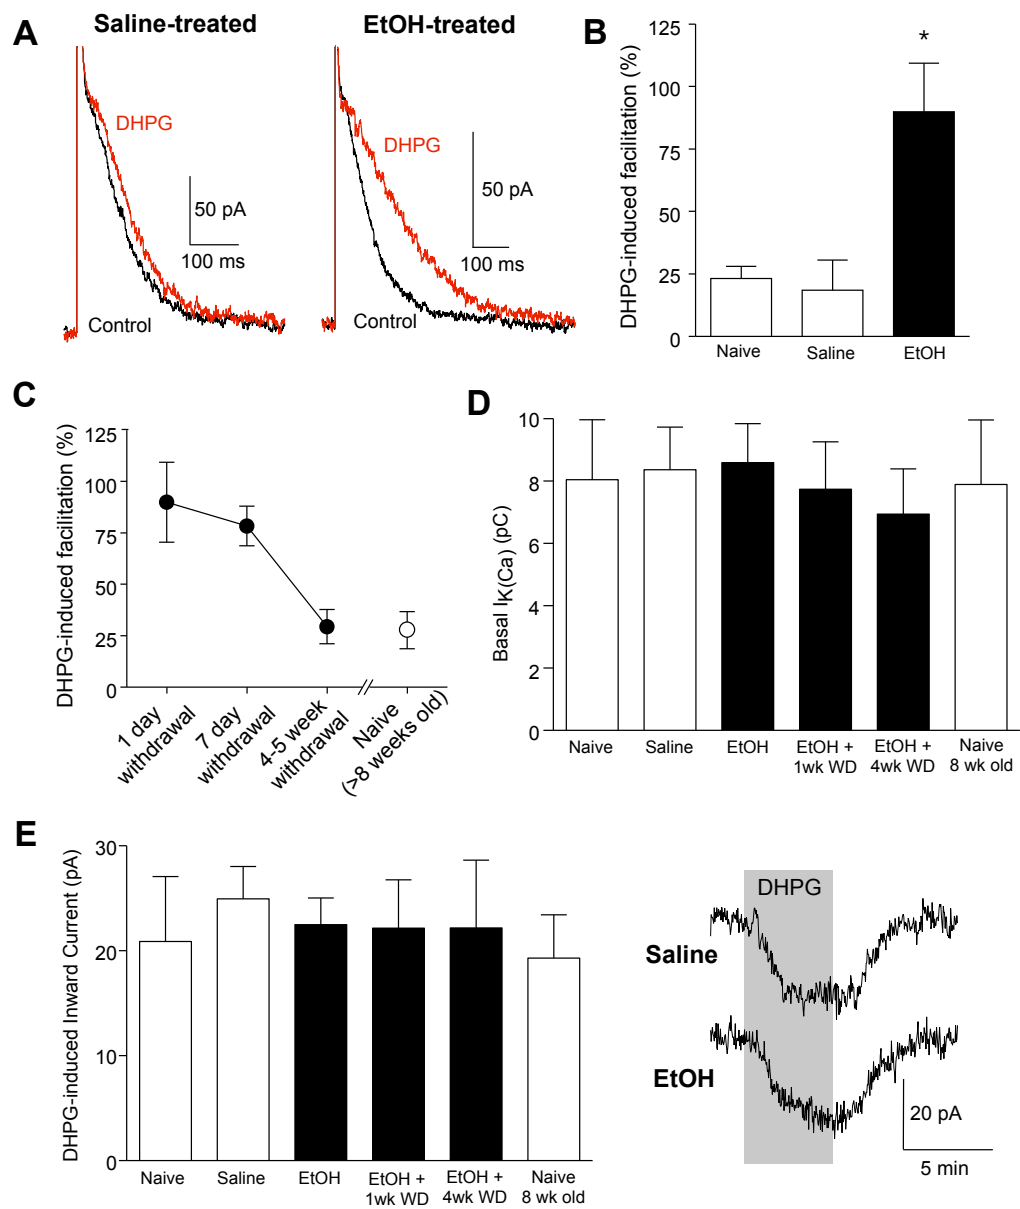 A
Saline-treated
EtOH-treated
DHPG
50 pA
100 ms
Control
DHPG
50 pA
100 ms
Control
B
DHPG-induced facilitation (%)
125
100
75
50
25
0
*
Naive
Saline
EtOH
C
DHPG-induced facilitation (%)
125
100
75
50
25
0
1 day
withdrawal
7 day
withdrawal
4-5 week
withdrawal
Naive
(>8 weeks old)
D
Basal IK(Ca) (pC)
10
8
6
4
2
0
Naive
Saline
EtOH
EtOH +
1wk WD
EtOH +
4wk WD
Naive
8 wk old
E
DHPG-induced Inward Current (pA)
30
20
10
0
Naive
Saline
EtOH
EtOH +
1wk WD
EtOH +
4wk WD
Naive
8 wk old
DHPG
Saline
EtOH
20 pA
5 min